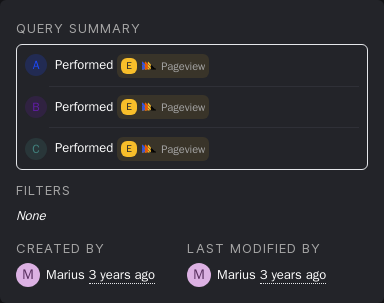 QUERY SUMMARY
A Performed E Pageview
B Performed E Pageview
C Performed E Pageview
FILTERS
None
CREATED BY LAST MODIFIED BY
M Marius 3 years ago M Marius 3 years ago